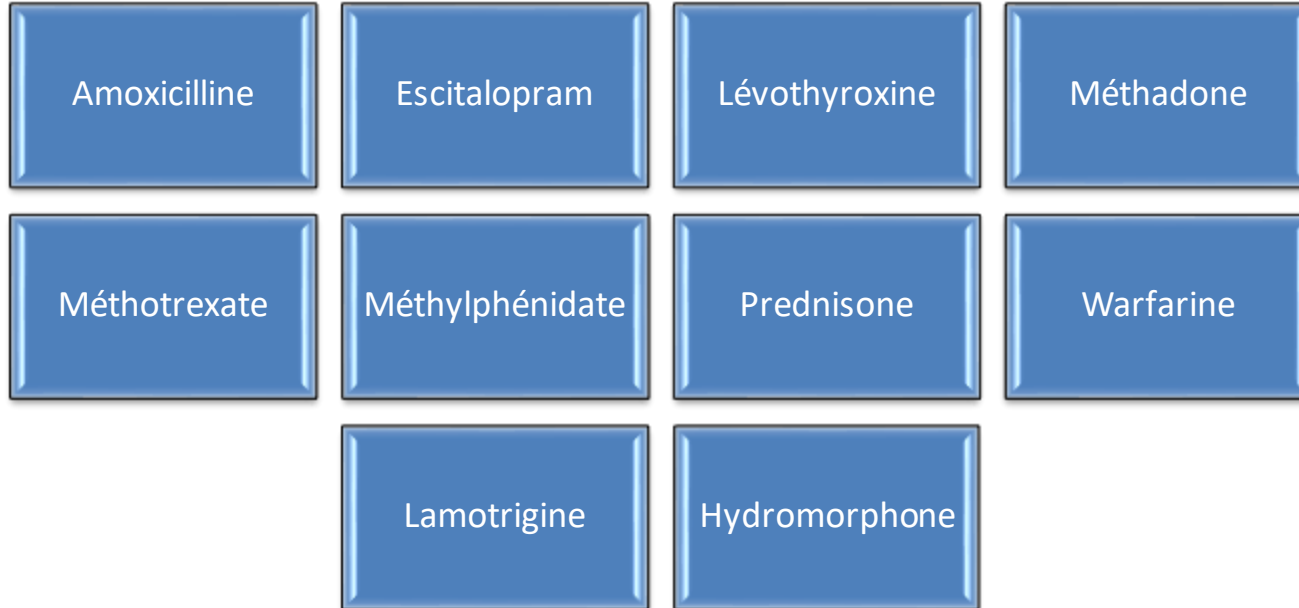 Amoxicilline
Escitalopram
Lévothyroxine
Méthadone
Méthotrexate
Méthylphénidate
Prednisone
Warfarine
Lamotrigine
Hydromorphone